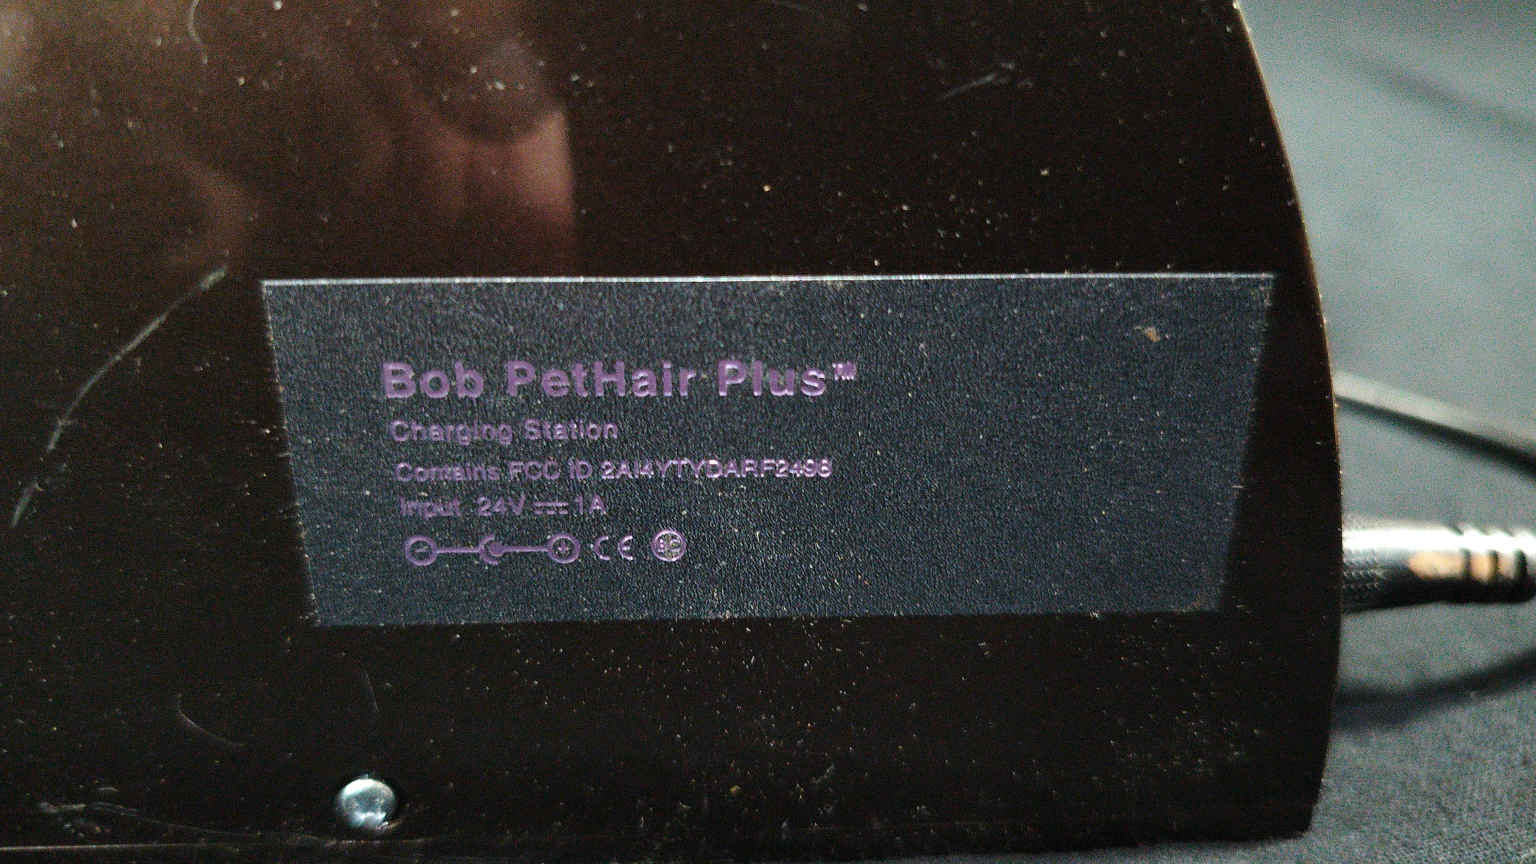 Bob PetHair Plus™
Charging Station
Contains FCC ID 2AI4YTYDARF2498
Input 24V ⎓ 1A
CE